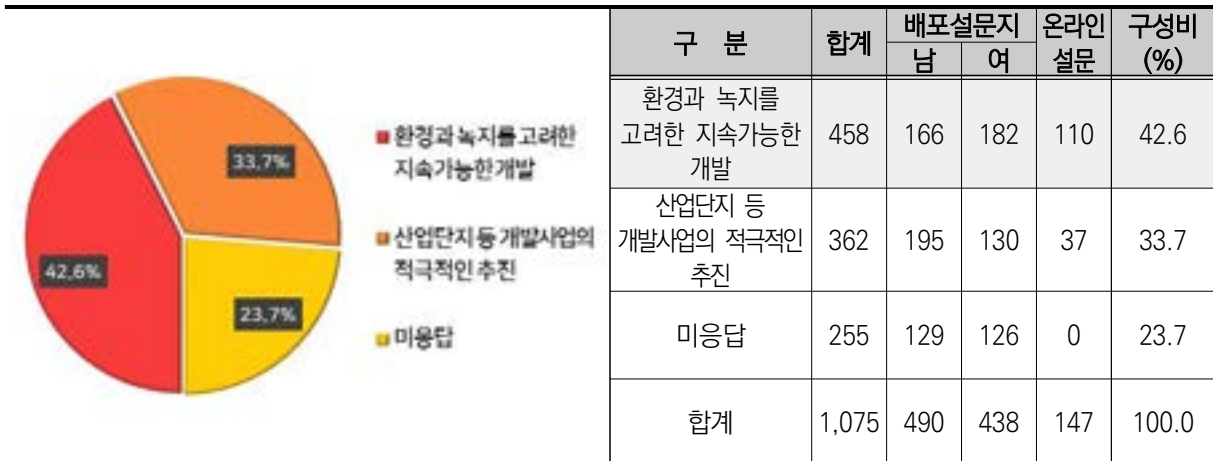 42.6%
33.7%
23.7%
환경과 녹지를 고려한
지속가능한 개발
산업단지 등 개발사업의
적극적인 추진
미응답
구 분 합계 배포설문지 온라인 설문 구성비 (%)
남 여
환경과 녹지를
고려한 지속가능한
개발
458 166 182 110 42.6
산업단지 등
개발사업의 적극적인
추진
362 195 130 37 33.7
미응답 255 129 126 0 23.7
합계 1,075 490 438 147 100.0